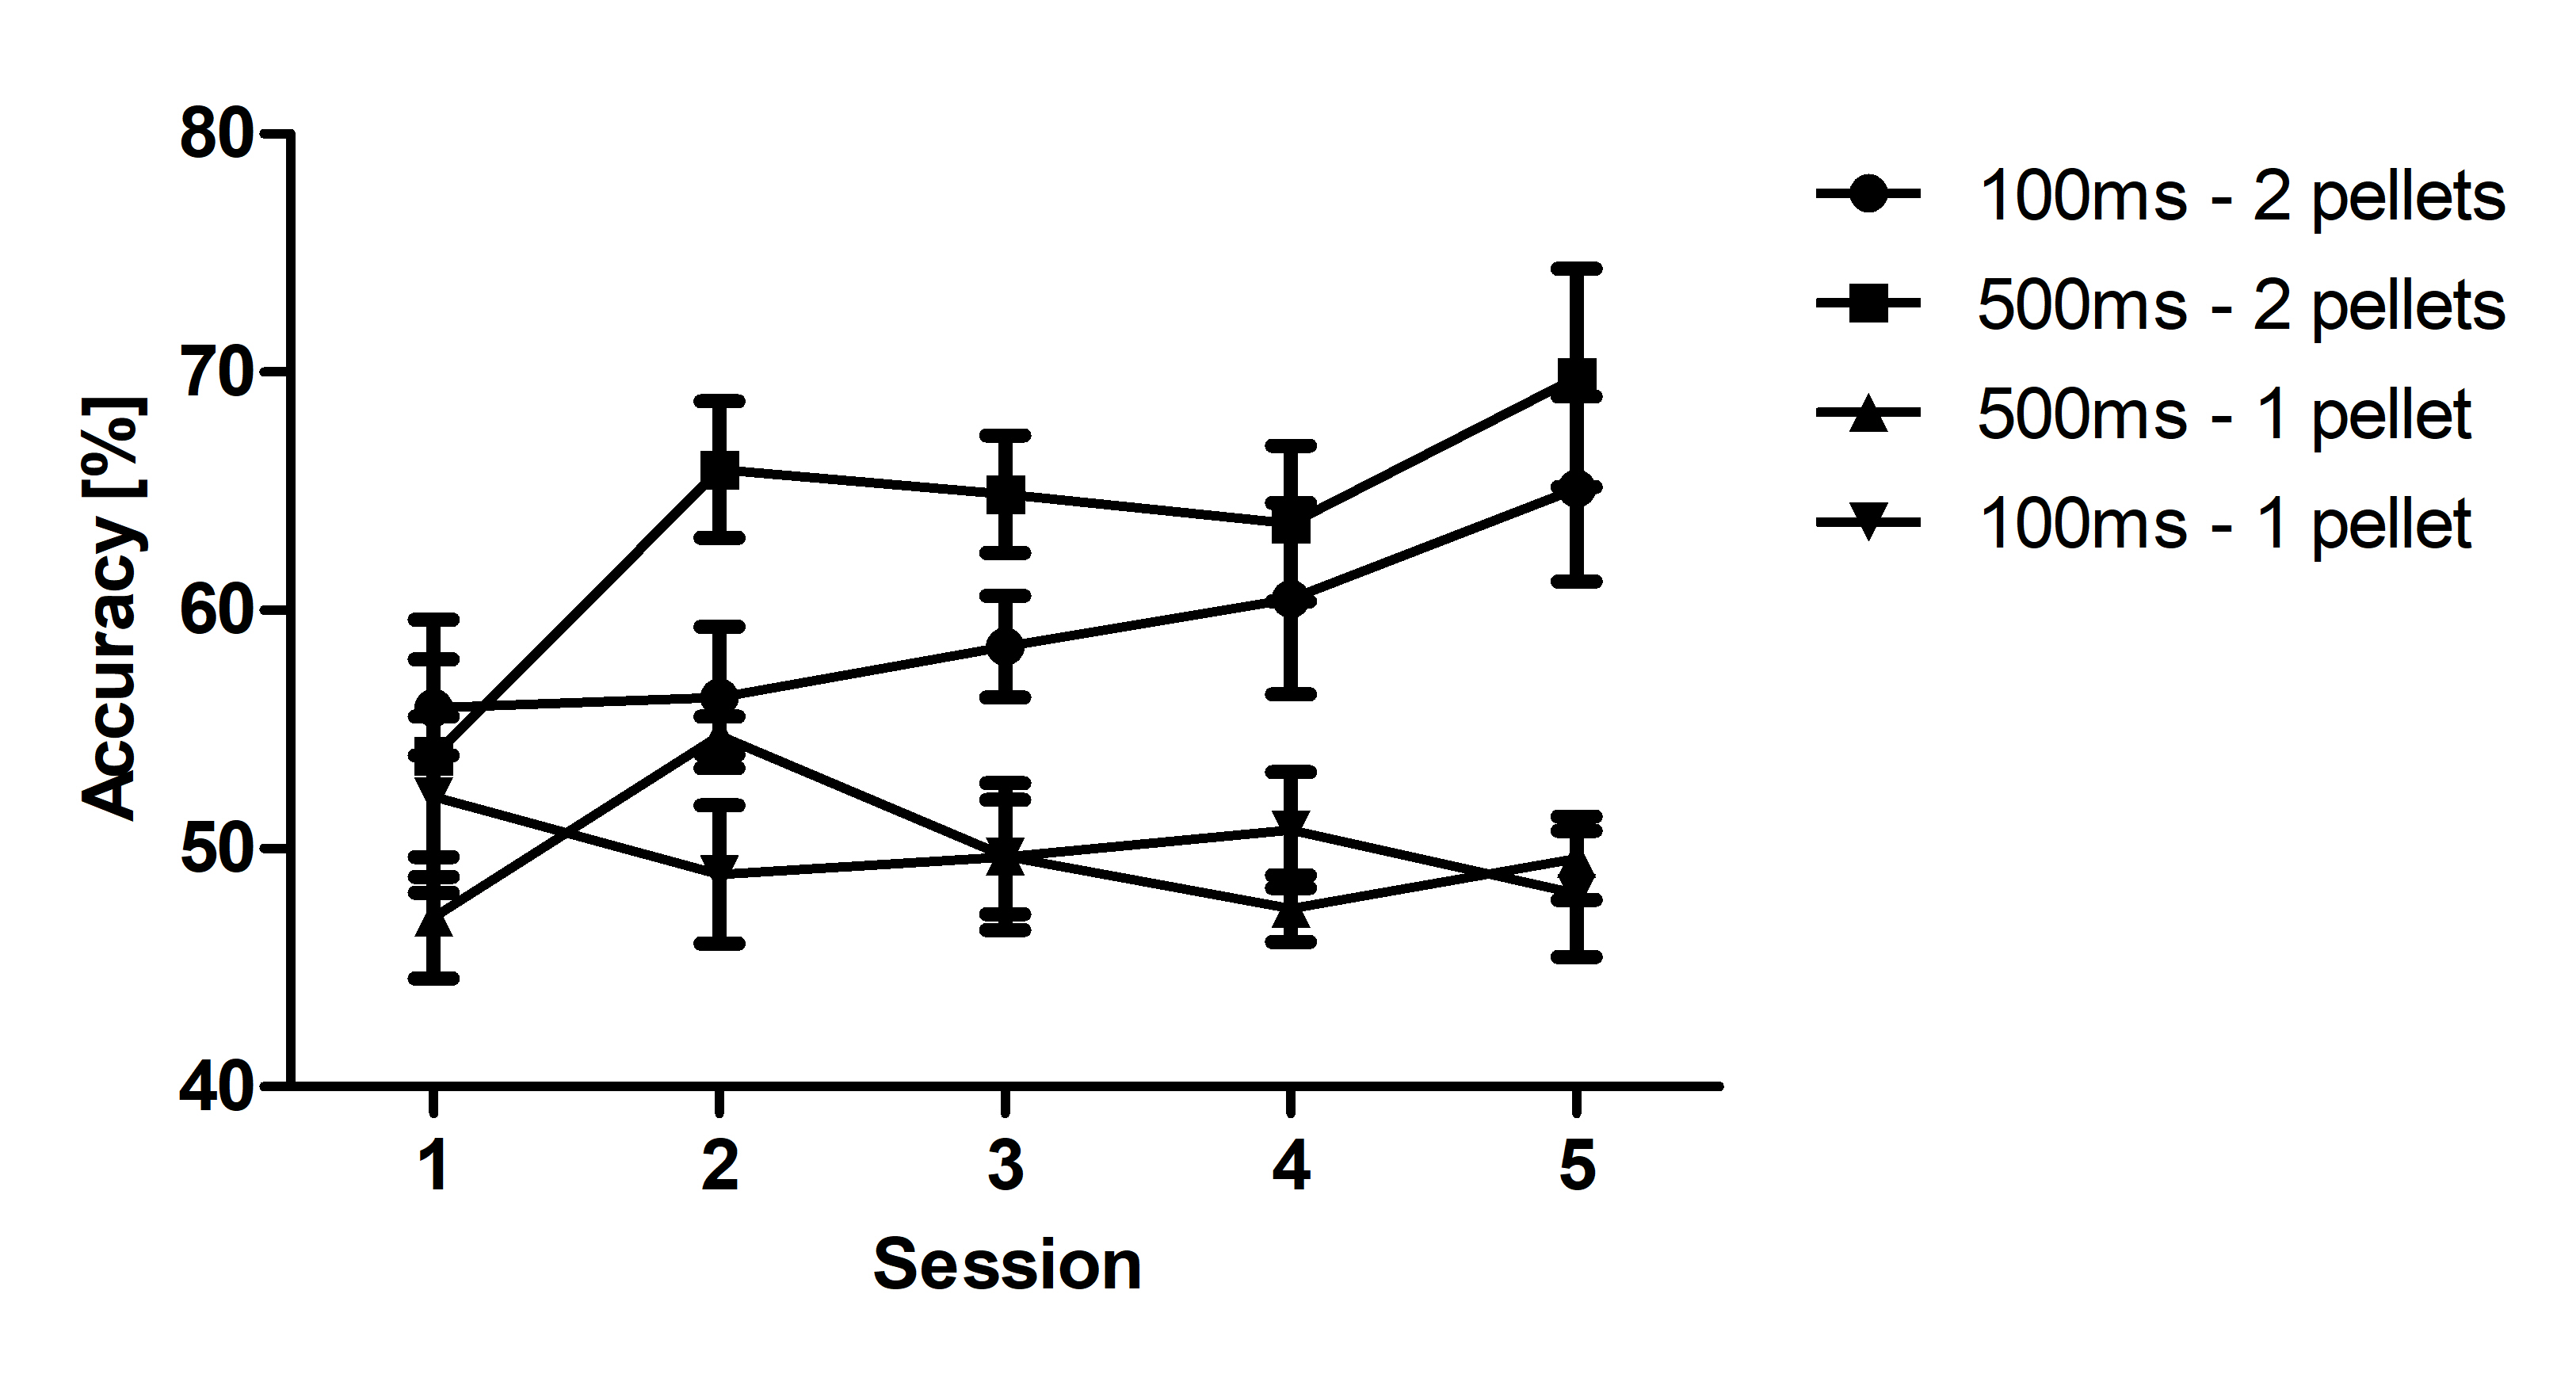 80
70
60
50
40
Accuracy [%]
1 2 3 4 5
Session
100ms - 2 pellets
500ms - 2 pellets
500ms - 1 pellet
100ms - 1 pellet